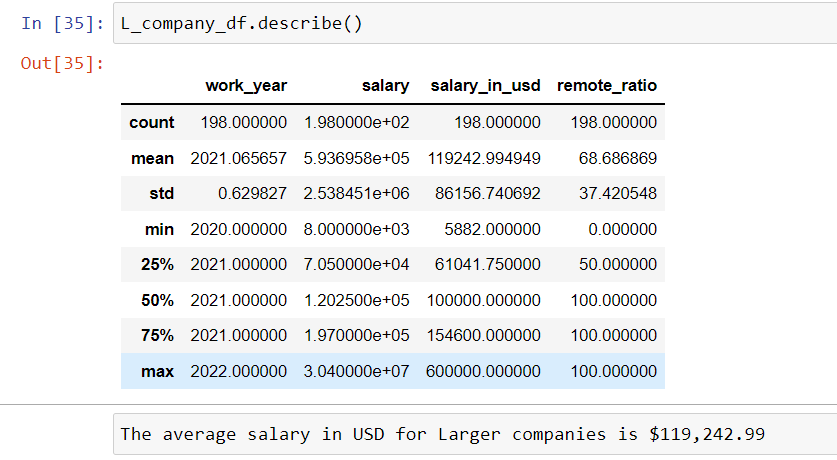 In [35]: L_company_df.describe()
Out[35]:
work_year salary salary_in_usd remote_ratio
count 198.000000 1.980000e+02 198.000000 198.000000
mean 2021.065657 5.936958e+05 119242.994949 68.686869
std 0.629827 2.538451e+06 86156.740692 37.420548
min 2020.000000 8.000000e+03 5882.000000 0.000000
25% 2021.000000 7.050000e+04 61041.750000 50.000000
50% 2021.000000 1.202500e+05 100000.000000 100.000000
75% 2021.000000 1.970000e+05 154600.000000 100.000000
max 2022.000000 3.040000e+07 600000.000000 100.000000
The average salary in USD for Larger companies is $119,242.99